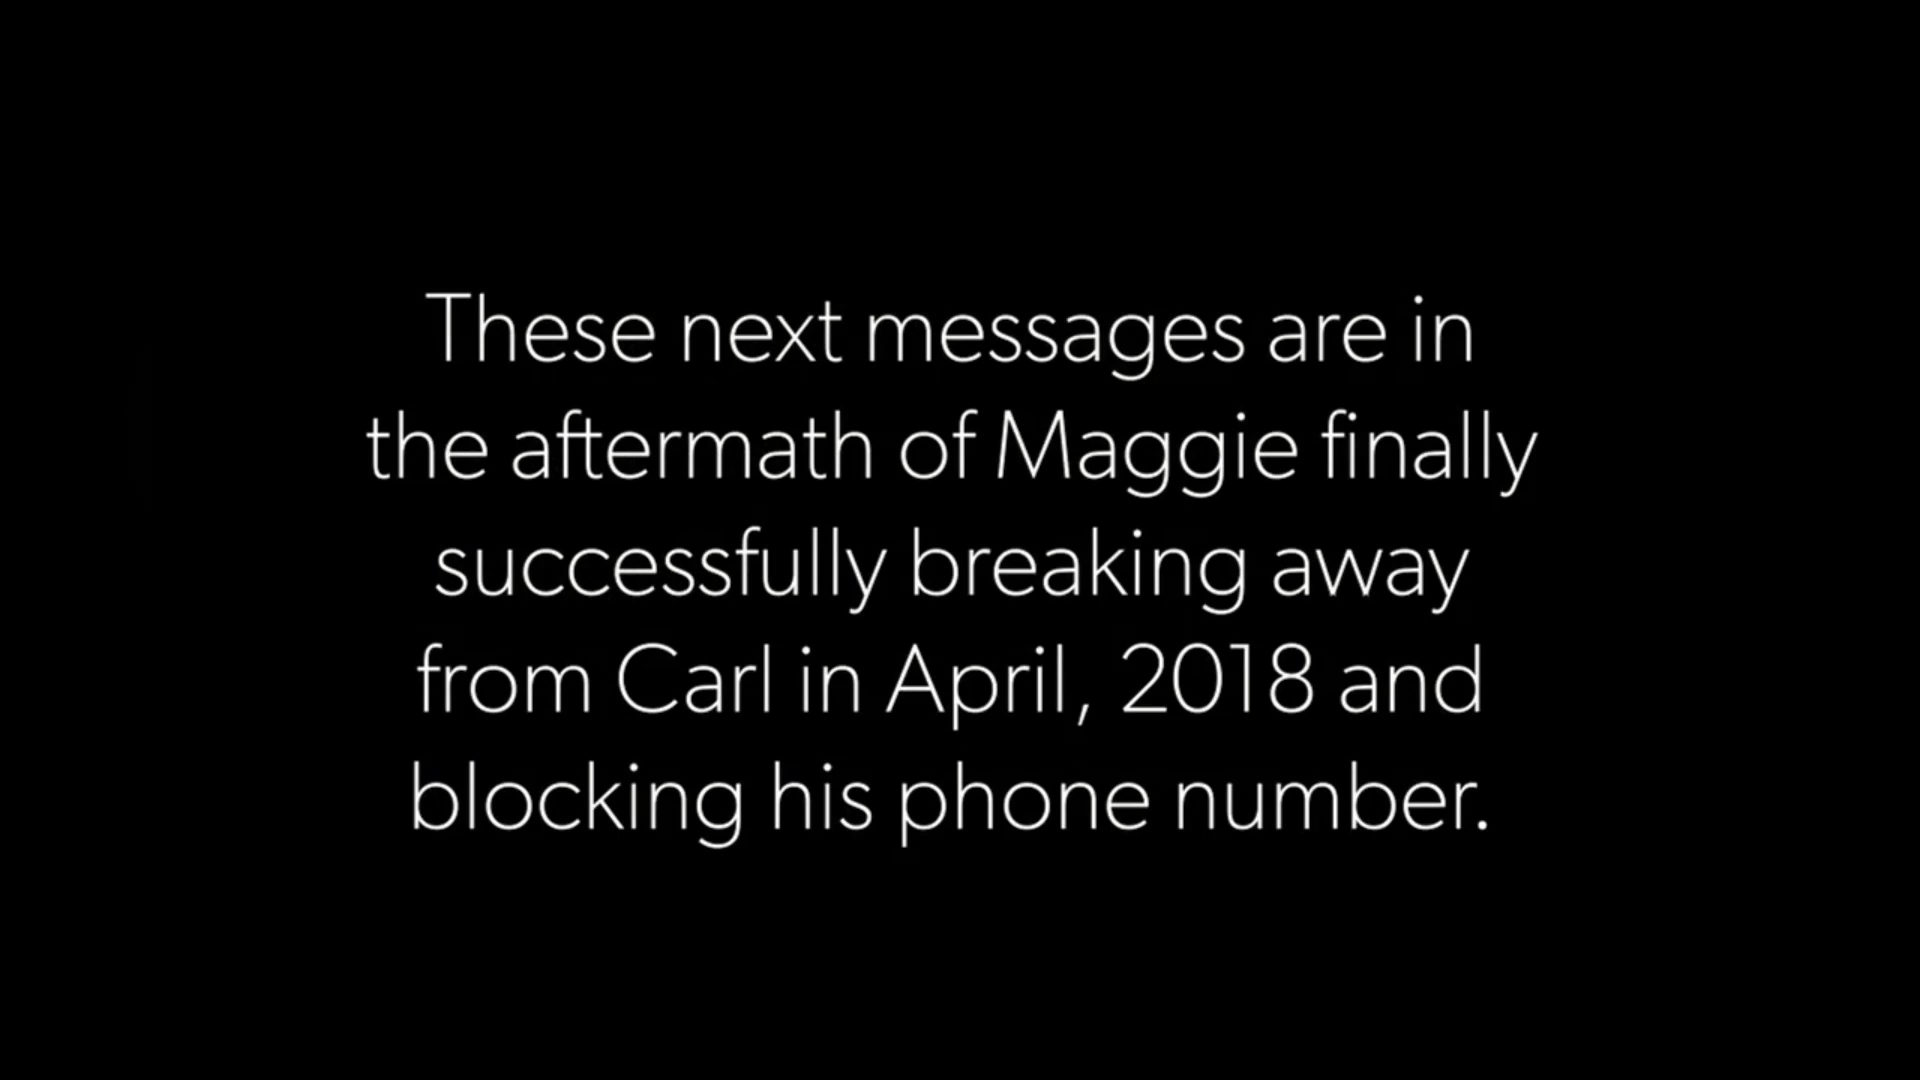 These next messages are in
the aftermath of Maggie finally
successfully breaking away
from Carl in April, 2018 and
blocking his phone number.